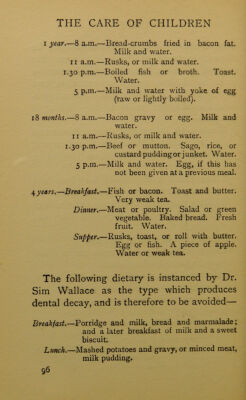 THE CARE OF CHILDREN
1 year.—8 a.m.—Bread-crumbs fried in bacon fat.
Milk and water.
11 a.m.—Rusks, or milk and water.
1.30 p.m.—Boiled fish or broth. Toast.
Water.
5 p.m.—Milk and water with yoke of egg
(raw or lightly boiled).
18 months.—8 a.m.—Bacon gravy or egg. Milk and
water.
11 a.m.—Rusks, or milk and water.
1.30 p.m.—Beef or mutton. Sago, rice, or
custard pudding or junket. Water.
5 p.m.—Milk and water. Egg, if this has
not been given at a previous meal.
4 years.—Breakfast.—Fish or bacon. Toast and butter.
Very weak tea.
Dinner.—Meat or poultry. Salad or green
vegetable. Baked bread. Fresh
fruit. Water.
Supper.—Rusks, toast, or roll with butter.
Egg or fish. A piece of apple.
Water or weak tea.
The following dietary is instanced by Dr.
Sim Wallace as the type which produces
dental decay, and is therefore to be avoided—
Breakfast.—Porridge and milk, bread and marmalade;
and a later breakfast of milk and a sweet
biscuit.
Lunch.—Mashed potatoes and gravy, or minced meat,
milk pudding.
96